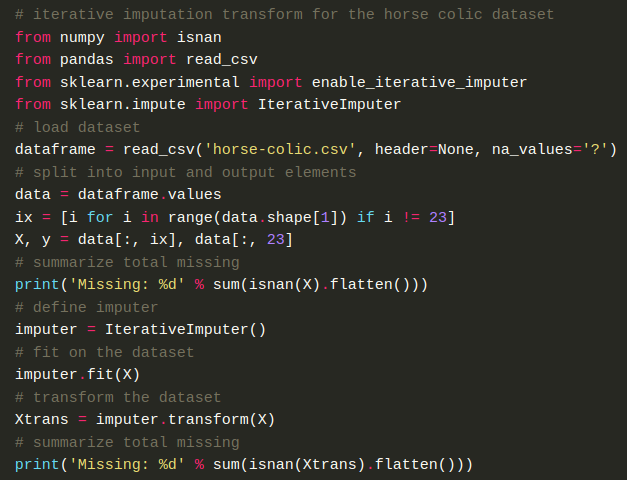 # iterative imputation transform for the horse colic dataset
from numpy import isnan
from pandas import read_csv
from sklearn.experimental import enable_iterative_imputer
from sklearn.impute import IterativeImputer
# load dataset
dataframe = read_csv('horse-colic.csv', header=None, na_values='?')
# split into input and output elements
data = dataframe.values
ix = [i for i in range(data.shape[1]) if i != 23]
X, y = data[:, ix], data[:, 23]
# summarize total missing
print('Missing: %d' % sum(isnan(X).flatten()))
# define imputer
imputer = IterativeImputer()
# fit on the dataset
imputer.fit(X)
# transform the dataset
Xtrans = imputer.transform(X)
# summarize total missing
print('Missing: %d' % sum(isnan(Xtrans).flatten()))